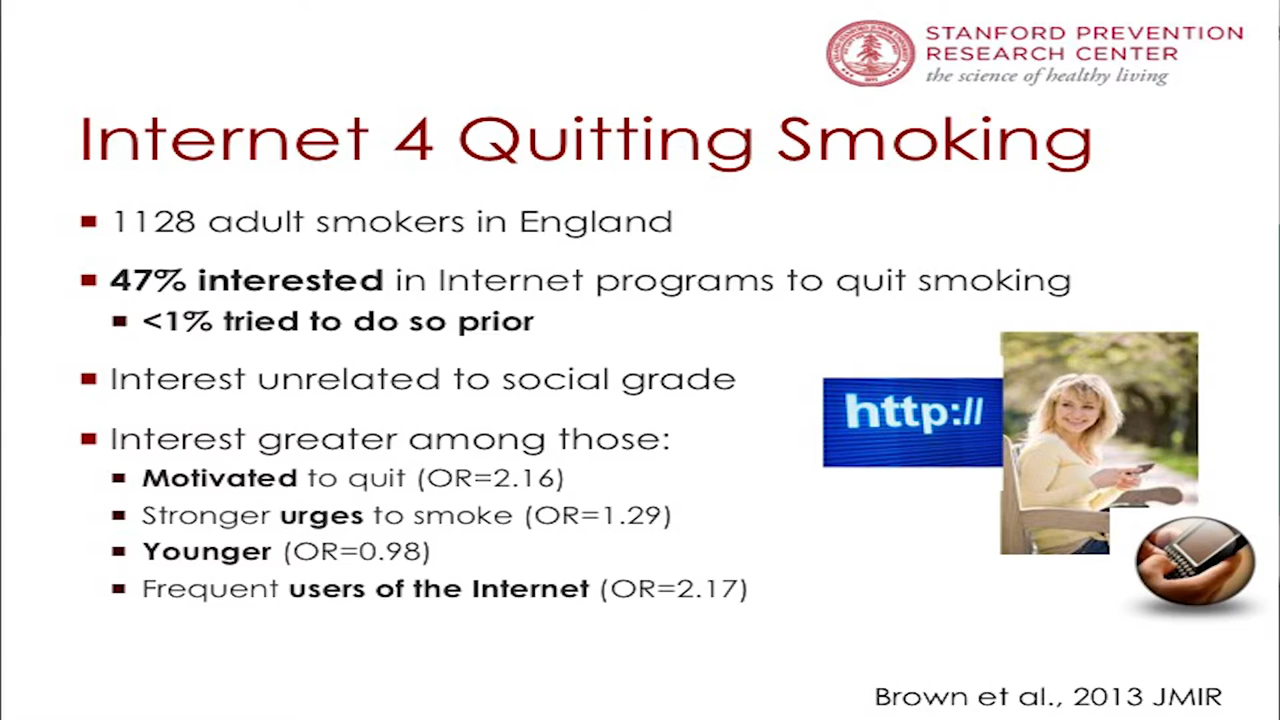 STANFORD PREVENTION
RESEARCH CENTER
the science of healthy living
Internet 4 Quitting Smoking
1128 adult smokers in England
47% interested in Internet programs to quit smoking
<1% tried to do so prior
Interest unrelated to social grade
Interest greater among those:
Motivated to quit (OR=2.16)
Stronger urges to smoke (OR=1.29)
Younger (OR=0.98)
Frequent users of the Internet (OR=2.17)
http://
Brown et al., 2013 JMIR